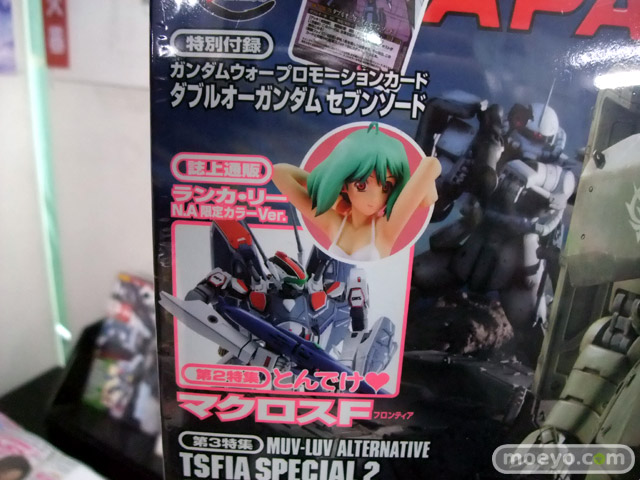 APA
特別付録
ガンダムウォープロモーションカード
ダブルオーガンダム セブンソード
誌上通販
ランカ・リー
N.A限定カラーVer.
第2特集 とんでけ♥
マクロスF フロンティア
第3特集 MUV-LUV ALTERNATIVE
TSFIA SPECIAL 2
moeyo.com